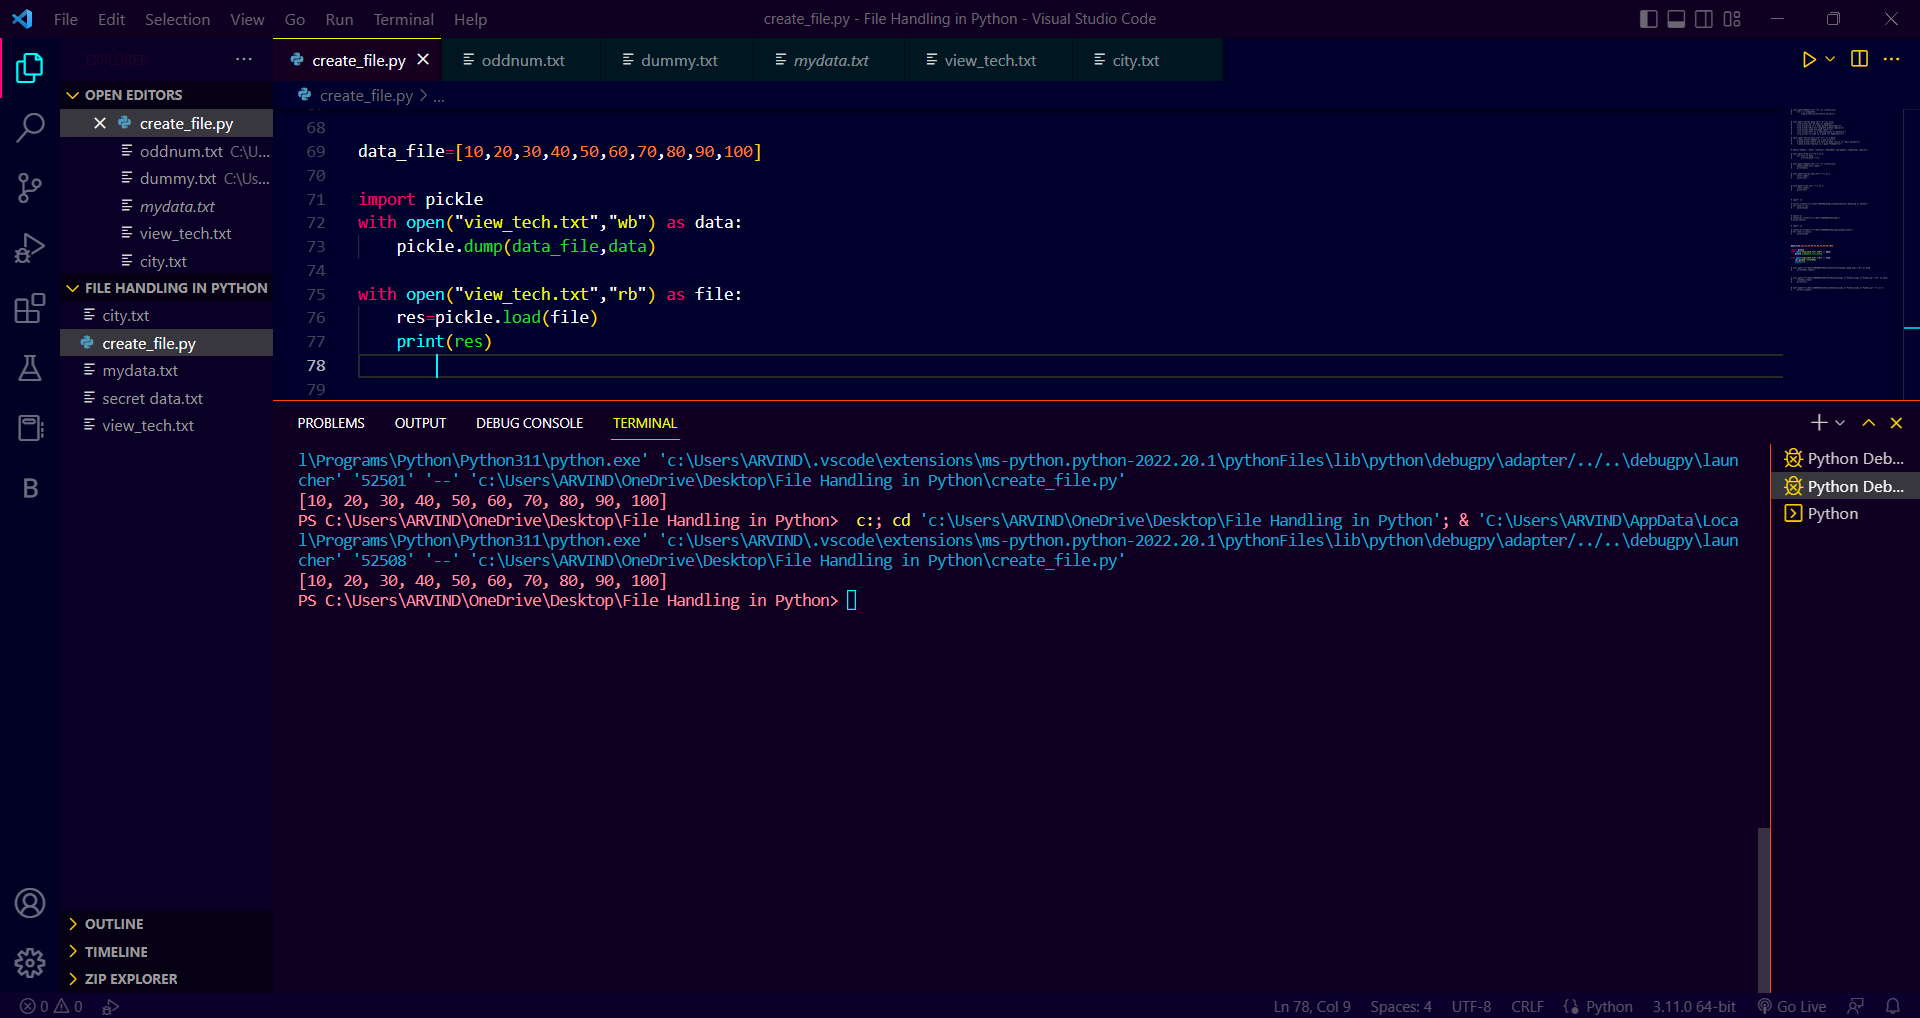 File Edit Selection View Go Run Terminal Help
create_file.py - File Handling in Python - Visual Studio Code
EXPLORER
OPEN EDITORS
create_file.py
oddnum.txt C:\U...
dummy.txt C:\Us...
mydata.txt
view_tech.txt
city.txt
FILE HANDLING IN PYTHON
city.txt
create_file.py
mydata.txt
secret data.txt
view_tech.txt
OUTLINE
TIMELINE
ZIP EXPLORER
create_file.py oddnum.txt dummy.txt mydata.txt view_tech.txt city.txt
create_file.py > ...
68
69 data_file=[10,20,30,40,50,60,70,80,90,100]
70
71 import pickle
72 with open("view_tech.txt","wb") as data:
73     pickle.dump(data_file,data)
74
75 with open("view_tech.txt","rb") as file:
76     res=pickle.load(file)
77     print(res)
78
79
PROBLEMS OUTPUT DEBUG CONSOLE TERMINAL
l\Programs\Python\Python311\python.exe' 'c:\Users\ARVIND\.vscode\extensions\ms-python.python-2022.20.1\pythonFiles\lib\python\debugpy\adapter/../..\debugpy\laun
cher' '52501' '--' 'c:\Users\ARVIND\OneDrive\Desktop\File Handling in Python\create_file.py'
[10, 20, 30, 40, 50, 60, 70, 80, 90, 100]
PS C:\Users\ARVIND\OneDrive\Desktop\File Handling in Python>  c:; cd 'c:\Users\ARVIND\OneDrive\Desktop\File Handling in Python'; & 'C:\Users\ARVIND\AppData\Loca
l\Programs\Python\Python311\python.exe' 'c:\Users\ARVIND\.vscode\extensions\ms-python.python-2022.20.1\pythonFiles\lib\python\debugpy\adapter/../..\debugpy\laun
cher' '52508' '--' 'c:\Users\ARVIND\OneDrive\Desktop\File Handling in Python\create_file.py'
[10, 20, 30, 40, 50, 60, 70, 80, 90, 100]
PS C:\Users\ARVIND\OneDrive\Desktop\File Handling in Python>
Python Deb...
Python Deb...
Python
B
0 0
Ln 78, Col 9 Spaces: 4 UTF-8 CRLF Python 3.11.0 64-bit Go Live